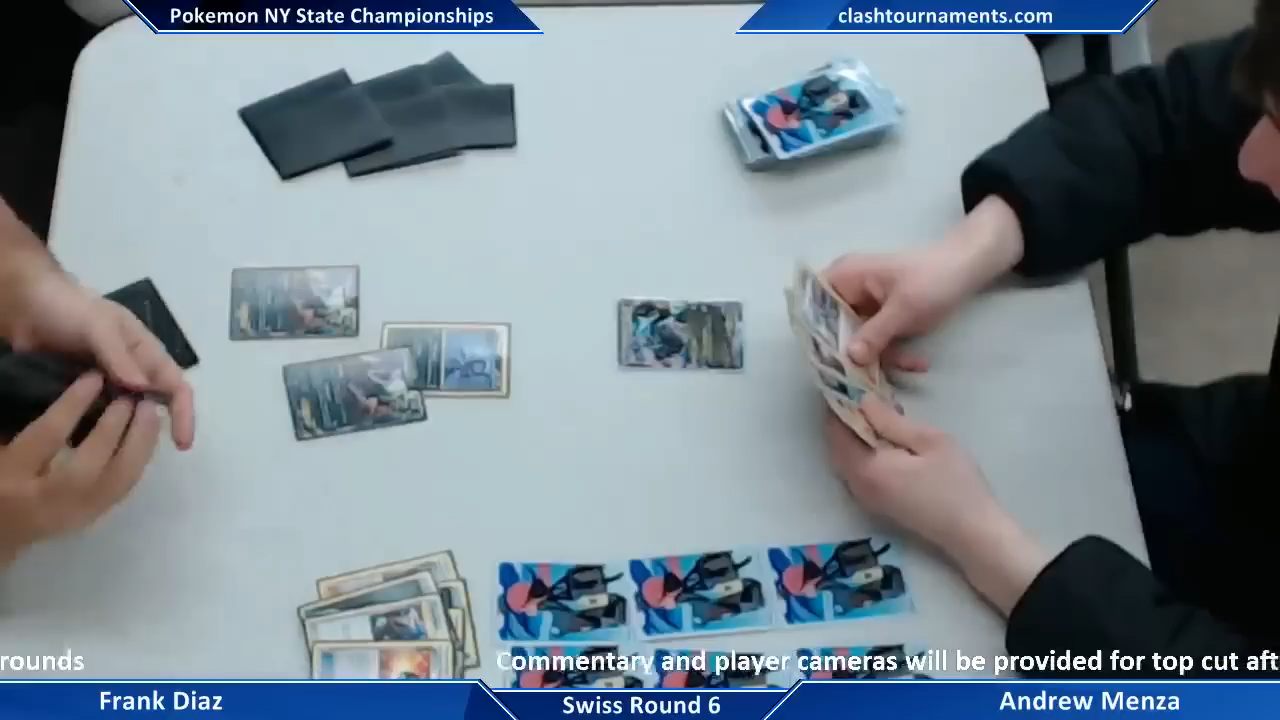 Pokemon NY State Championships
clashtournaments.com
rounds
Commentary and player cameras will be provided for top cut aft
Frank Diaz
Swiss Round 6
Andrew Menza